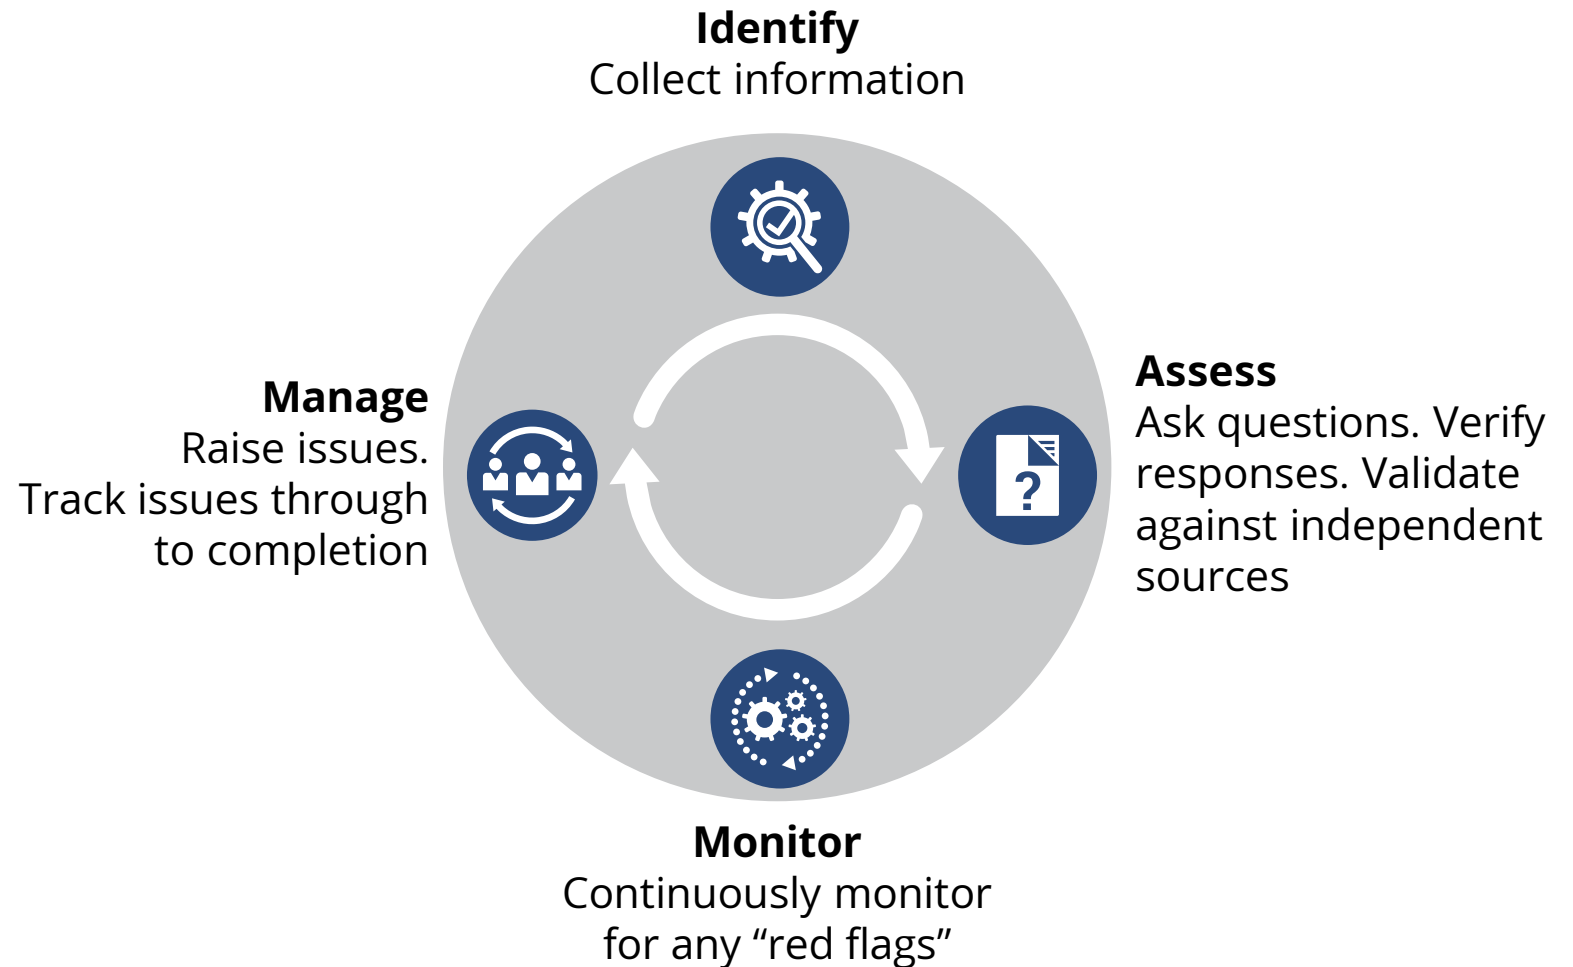 Identify
Collect information
Assess
Ask questions. Verify
responses. Validate
against independent
sources
?
Manage
Raise issues.
Track issues through
to completion
Monitor
Continuously monitor
for any “red flags”